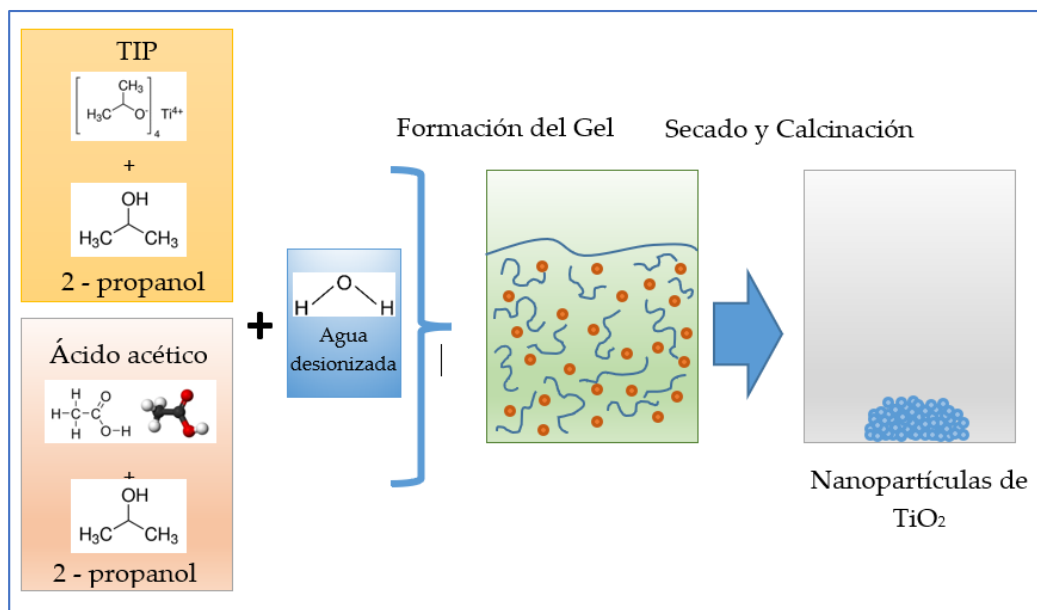 TIP
CH₃
H₃C
O⁻
4
Ti⁴⁺
+
OH
H₃C
CH₃
2 - propanol
Ácido acético
H
O
H-C-C
H
O-H
+
OH
H₃C
CH₃
2 - propanol
+
O
H
H
Agua
desionizada
Formación del Gel
Secado y Calcinación
Nanopartículas de
TiO₂